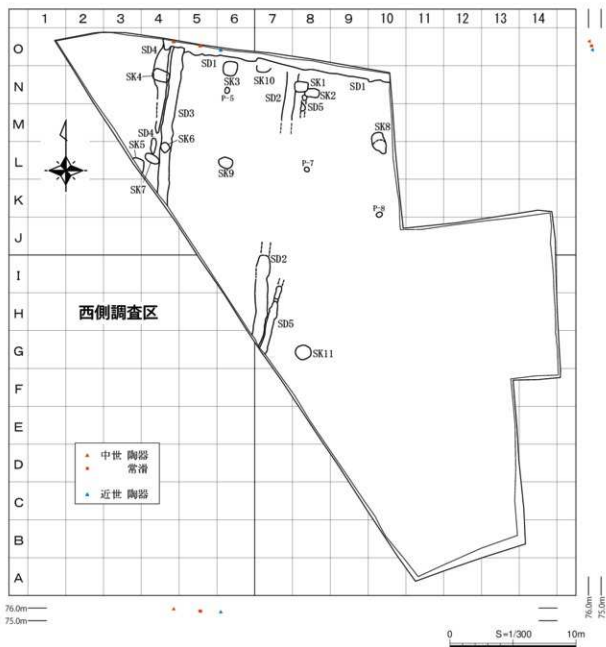 1 2 3 4 5 6 7 8 9 10 11 12 13 14
O
N
M
L
K
J
I
H
G
F
E
D
C
B
A
SD4
SD1
SK4
SK3
SK10
P-5
SD3
SD2
SK1
SK2
SD5
SD1
SD4
SK5
SK6
SK7
SK9
P-7
SK8
P-8
SD2
SD5
SK11
西側調査区
中世 陶器
常滑
近世 陶器
76.0m
75.0m
76.0m
75.0m
0 S=1/300 10m